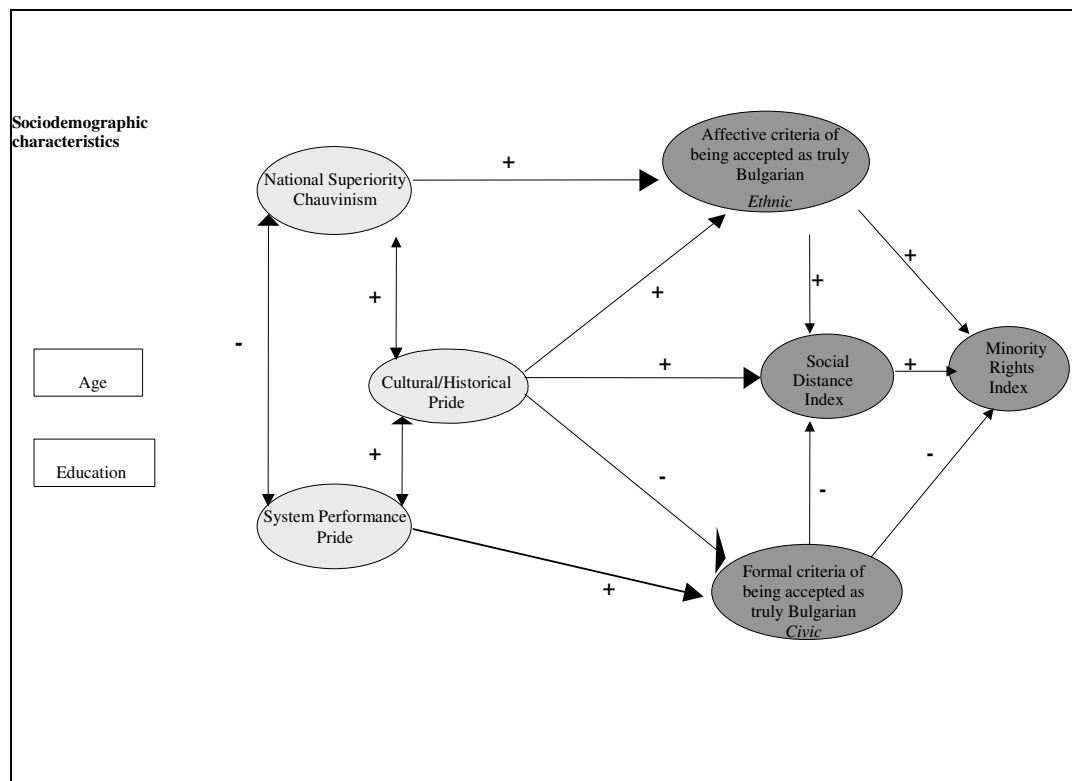 Sociodemographic
characteristics
Affective criteria of
being accepted as truly
Bulgarian
Ethnic
National Superiority
Chauvinism
+
+
+
+
+
-
Age
Cultural/Historical
Pride
+
Social
Distance
Index
+
Minority
Rights
Index
Education
+
-
-
-
System Performance
Pride
+
Formal criteria of
being accepted as
truly Bulgarian
Civic